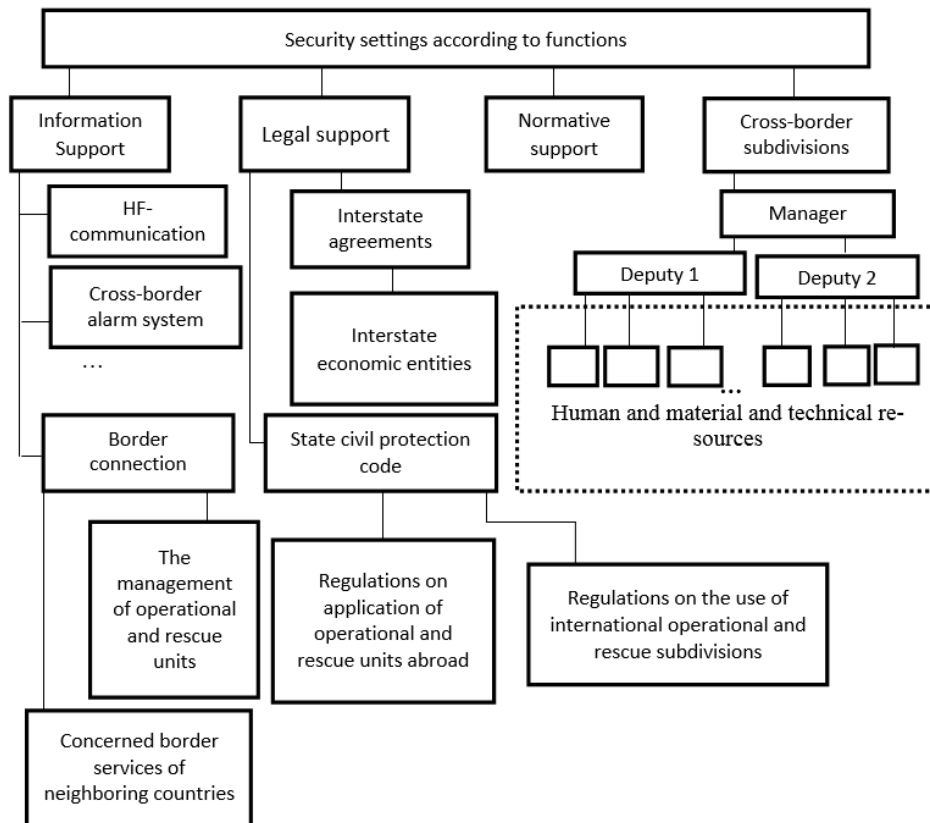 Security settings according to functions
Information
Support
Legal support
Normative
support
Cross-border
subdivisions
HF-
communication
Interstate
agreements
Manager
Deputy 1
Deputy 2
Cross-border
alarm system
...
Interstate
economic entities
...
Human and material and technical re-
sources
Border
connection
State civil protection
code
The
management
of operational
and rescue
units
Regulations on
application of
operational and
rescue units abroad
Regulations on the use of
international operational and
rescue subdivisions
Concerned border
services of
neighboring countries